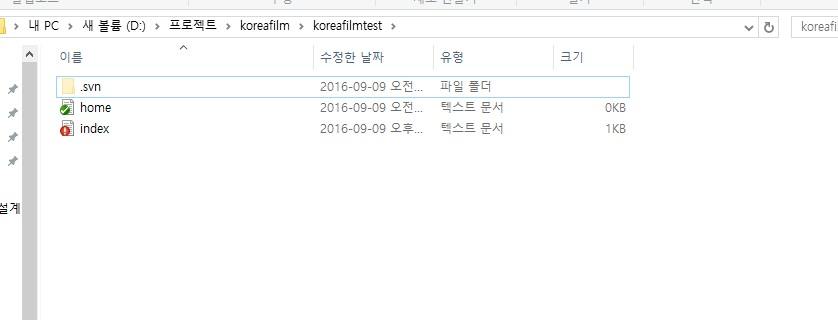 내 PC > 새 볼륨 (D:) > 프로젝트 > koreafilm > koreafilmtest >
koreafi
이름 수정한 날짜 유형 크기
.svn 2016-09-09 오전... 파일 폴더
home 2016-09-09 오전... 텍스트 문서 0KB
index 2016-09-09 오후... 텍스트 문서 1KB
설계